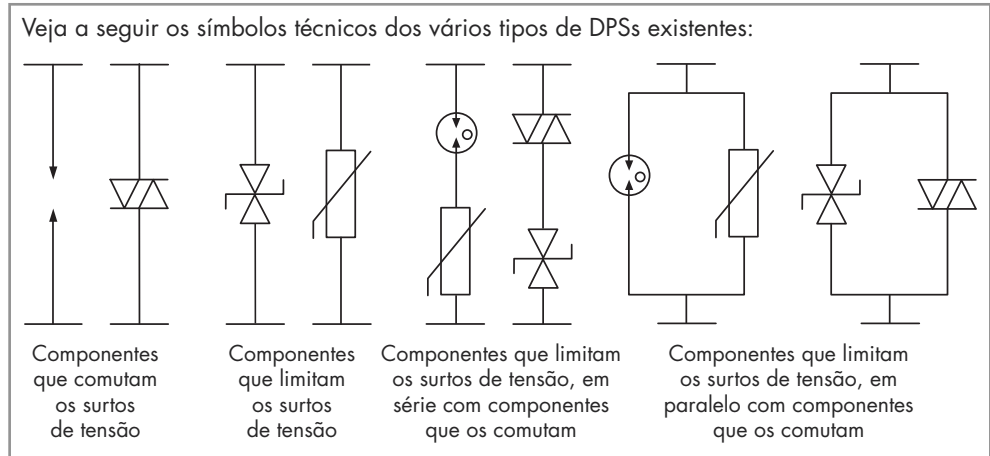 Veja a seguir os símbolos técnicos dos vários tipos de DPSs existentes:
Componentes
que comutam
os surtos
de tensão
Componentes
que limitam
os surtos
de tensão
Componentes que limitam
os surtos de tensão, em
série com componentes
que os comutam
Componentes que limitam
os surtos de tensão, em
paralelo com componentes
que os comutam